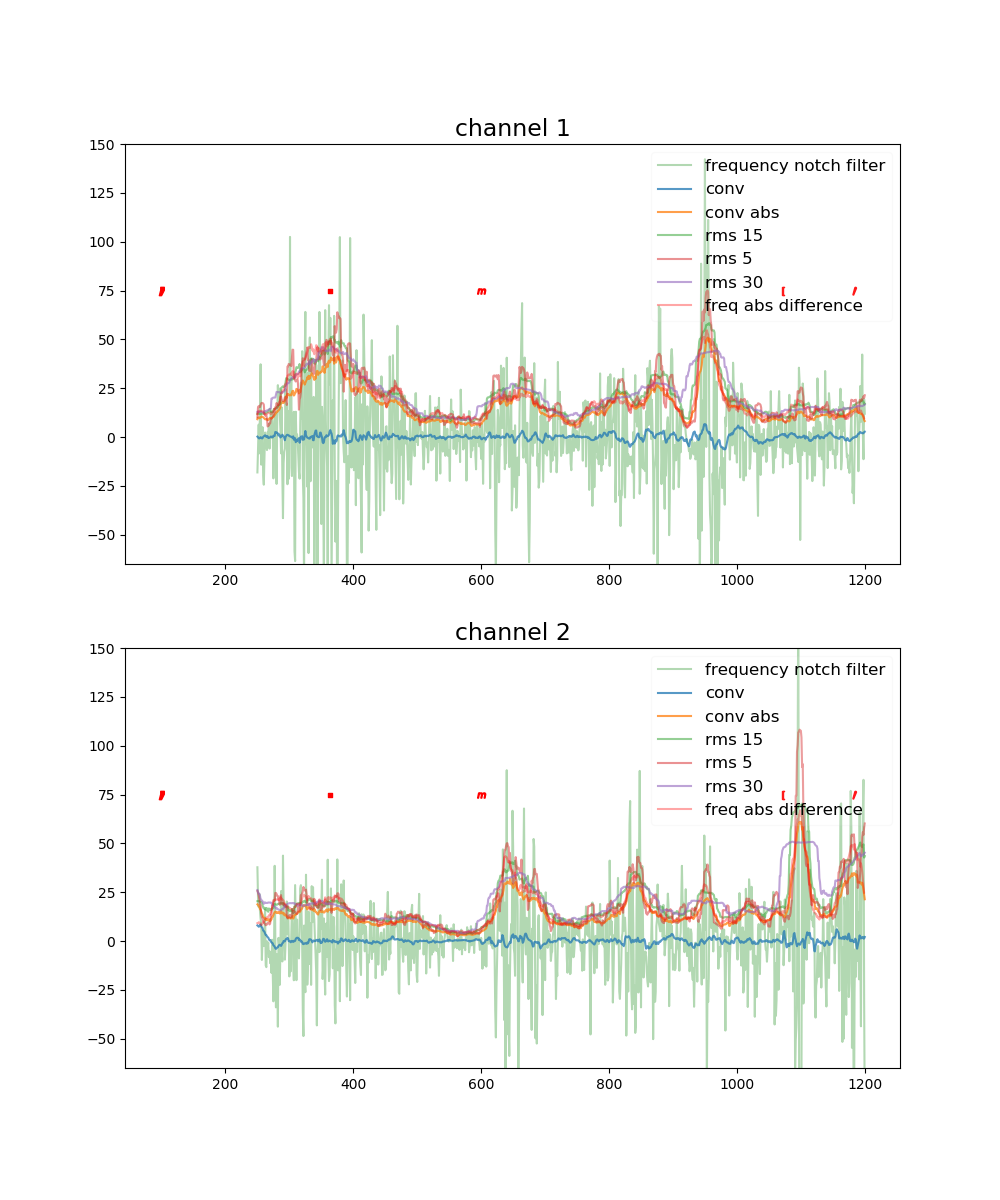 channel 1
150
125
100
75
50
25
0
−25
−50
frequency notch filter
conv
conv abs
rms 15
rms 5
rms 30
freq abs difference
, . m [ ,
200 400 600 800 1000 1200
channel 2
150
125
100
75
50
25
0
−25
−50
frequency notch filter
conv
conv abs
rms 15
rms 5
rms 30
freq abs difference
, . m [ ,
200 400 600 800 1000 1200